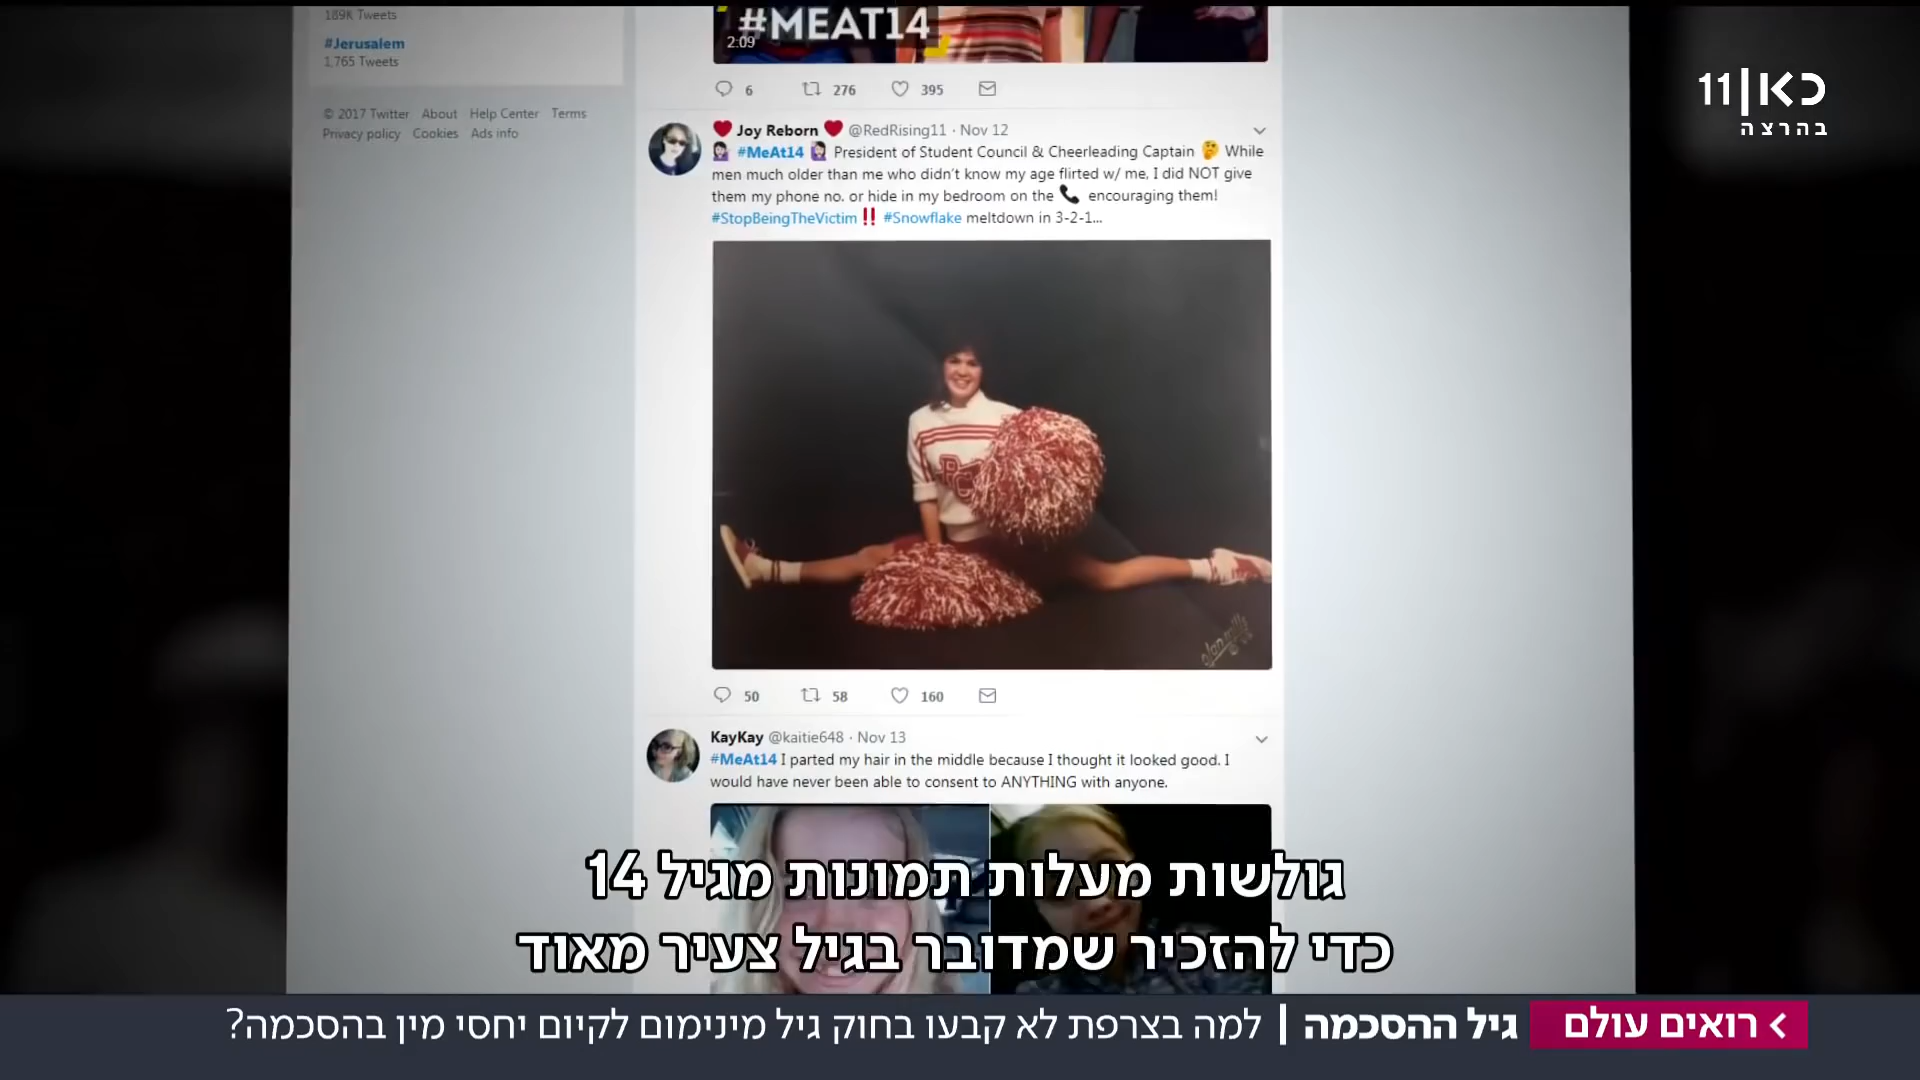 189K Tweets
#Jerusalem
1,765 Tweets
© 2017 Twitter About Help Center Terms
Privacy policy Cookies Ads info
#MEAT14
2:09
6 276 395
Joy Reborn @RedRising11 · Nov 12
#MeAt14 President of Student Council & Cheerleading Captain While
men much older than me who didn't know my age flirted w/ me, I did NOT give
them my phone no. or hide in my bedroom on the encouraging them!
#StopBeingTheVictim !! #Snowflake meltdown in 3-2-1...
50 58 160
KayKay @kaitie648 · Nov 13
#MeAt14 I parted my hair in the middle because I thought it looked good. I
would have never been able to consent to ANYTHING with anyone.
כאן 11
בהרצה
גולשות מעלות תמונות מגיל 14
כדי להזכיר שמדובר בגיל צעיר מאוד
רואים עולם
גיל ההסכמה | למה בצרפת לא קבעו בחוק גיל מינימום לקיום יחסי מין בהסכמה?